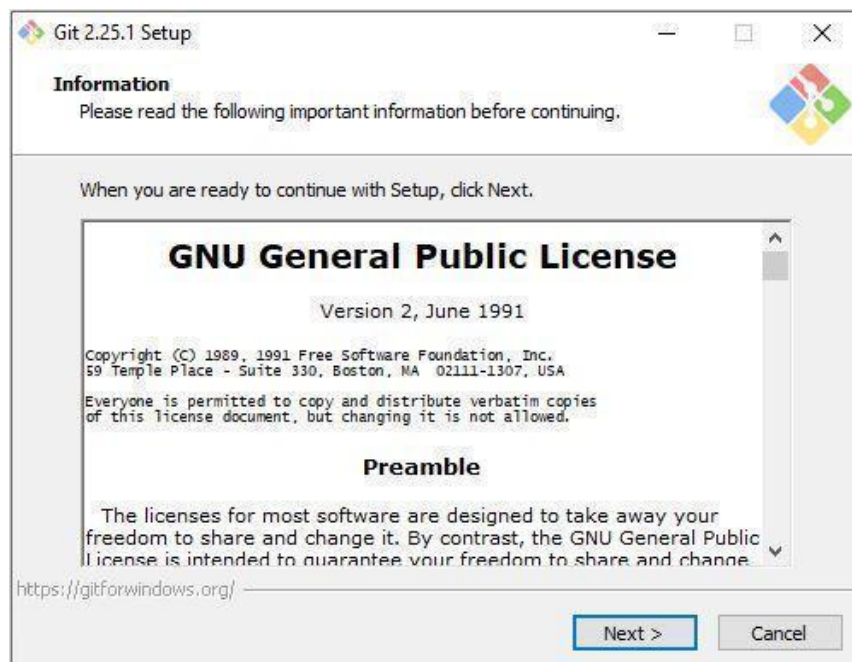 Git 2.25.1 Setup
Information
Please read the following important information before continuing.
When you are ready to continue with Setup, click Next.
GNU General Public License
Version 2, June 1991
Copyright (C) 1989, 1991 Free Software Foundation, Inc.
59 Temple Place - Suite 330, Boston, MA 02111-1307, USA
Everyone is permitted to copy and distribute verbatim copies
of this license document, but changing it is not allowed.
Preamble
The licenses for most software are designed to take away your
freedom to share and change it. By contrast, the GNU General Public
License is intended to guarantee your freedom to share and change
https://gitforwindows.org/
Next >
Cancel